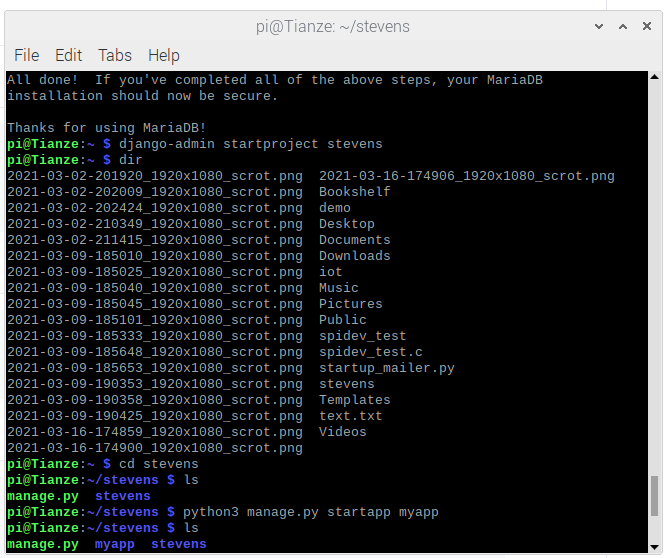 pi@Tianze: ~/stevens
File Edit Tabs Help
All done!  If you've completed all of the above steps, your MariaDB
installation should now be secure.
Thanks for using MariaDB!
pi@Tianze:~ $ django-admin startproject stevens
pi@Tianze:~ $ dir
2021-03-02-201920_1920x1080_scrot.png  2021-03-16-174906_1920x1080_scrot.png
2021-03-02-202009_1920x1080_scrot.png  Bookshelf
2021-03-02-202424_1920x1080_scrot.png  demo
2021-03-02-210349_1920x1080_scrot.png  Desktop
2021-03-02-211415_1920x1080_scrot.png  Documents
2021-03-09-185010_1920x1080_scrot.png  Downloads
2021-03-09-185025_1920x1080_scrot.png  iot
2021-03-09-185040_1920x1080_scrot.png  Music
2021-03-09-185045_1920x1080_scrot.png  Pictures
2021-03-09-185101_1920x1080_scrot.png  Public
2021-03-09-185333_1920x1080_scrot.png  spidev_test
2021-03-09-185648_1920x1080_scrot.png  spidev_test.c
2021-03-09-185653_1920x1080_scrot.png  startup_mailer.py
2021-03-09-190353_1920x1080_scrot.png  stevens
2021-03-09-190358_1920x1080_scrot.png  Templates
2021-03-09-190425_1920x1080_scrot.png  text.txt
2021-03-16-174859_1920x1080_scrot.png  Videos
2021-03-16-174900_1920x1080_scrot.png
pi@Tianze:~ $ cd stevens
pi@Tianze:~/stevens $ ls
manage.py  stevens
pi@Tianze:~/stevens $ python3 manage.py startapp myapp
pi@Tianze:~/stevens $ ls
manage.py  myapp  stevens